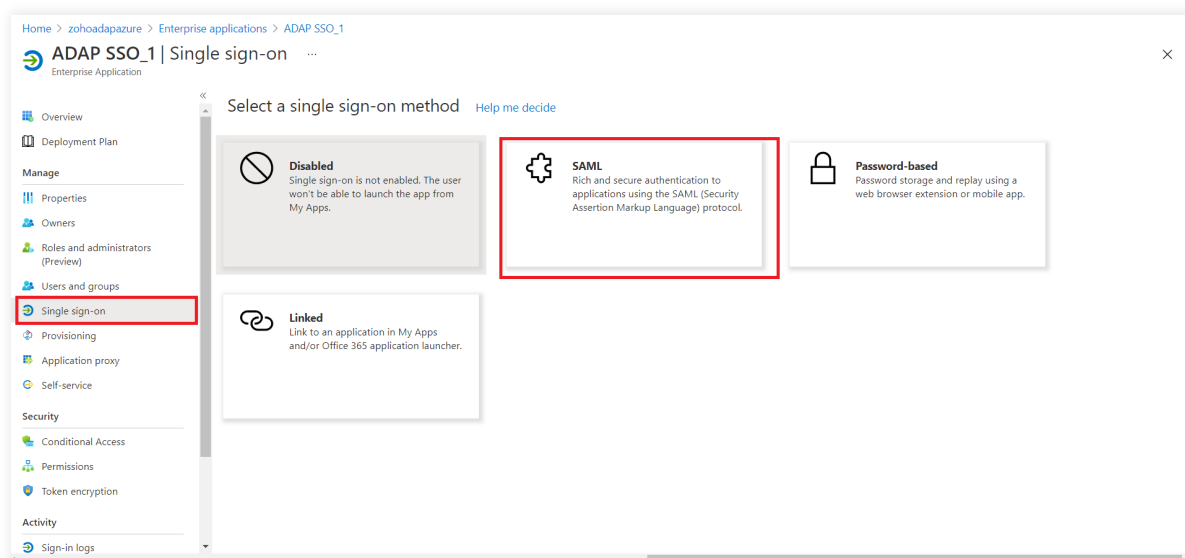 Home > zohoadapazure > Enterprise applications > ADAP SSO_1
ADAP SSO_1 | Single sign-on ...
Enterprise Application
Overview
Deployment Plan
Manage
Properties
Owners
Roles and administrators
(Preview)
Users and groups
Single sign-on
Provisioning
Application proxy
Self-service
Security
Conditional Access
Permissions
Token encryption
Activity
Sign-in logs
Select a single sign-on method Help me decide
Disabled
Single sign-on is not enabled. The user
won't be able to launch the app from
My Apps.
SAML
Rich and secure authentication to
applications using the SAML (Security
Assertion Markup Language) protocol.
Password-based
Password storage and replay using a
web browser extension or mobile app.
Linked
Link to an application in My Apps
and/or Office 365 application launcher.